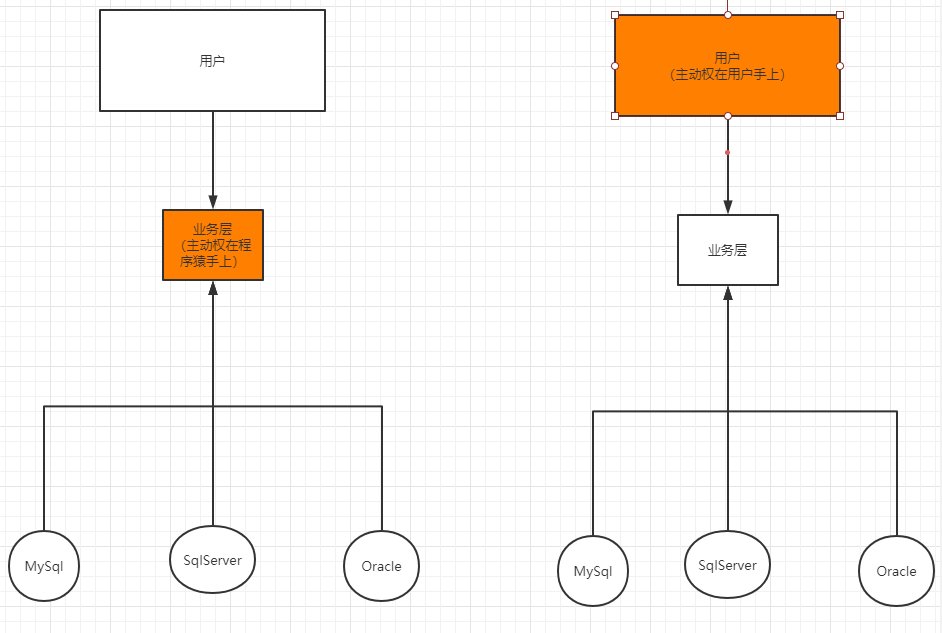 用户
业务层
（主动权在程
序猿手上）
MySql
SqlServer
Oracle
用户
（主动权在用户手上）
业务层
MySql
SqlServer
Oracle